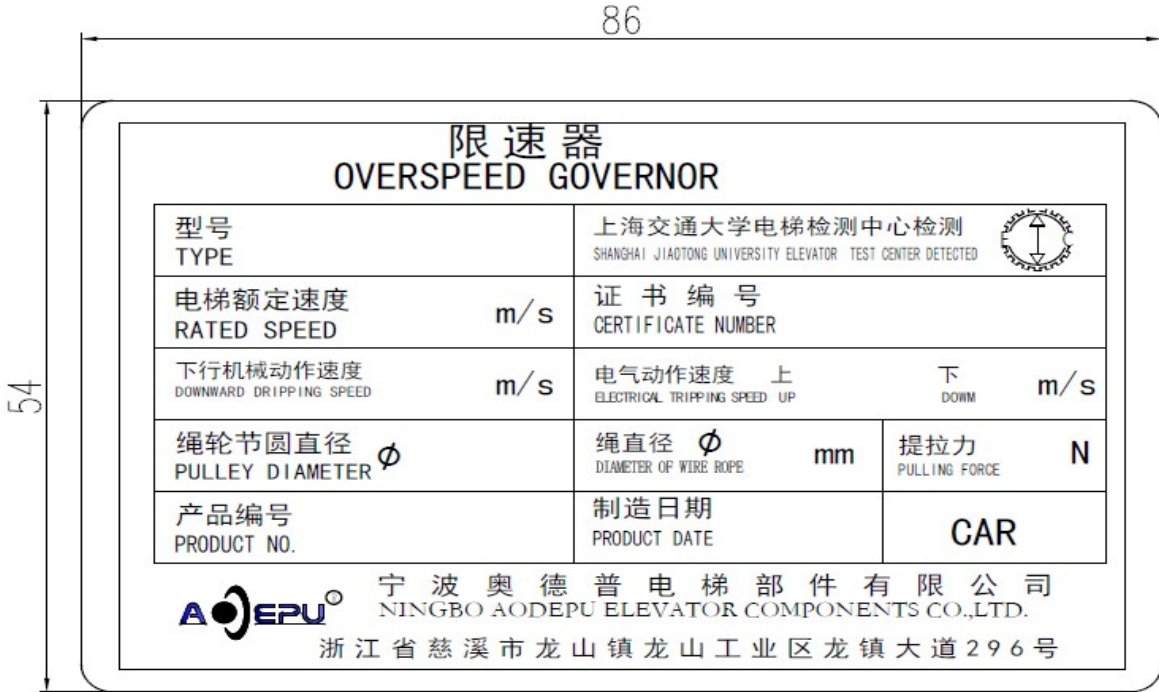 86
54
限速器
OVERSPEED GOVERNOR
型号
TYPE
上海交通大学电梯检测中心检测
SHANGHAI JIAOTONG UNIVERSITY ELEVATOR TEST CENTER DETECTED
电梯额定速度
RATED SPEED
m/s
证书编号
CERTIFICATE NUMBER
下行机械动作速度
DOWNWARD DRIPPING SPEED
m/s
电气动作速度 上 下
ELECTRICAL TRIPPING SPEED UP DOWM
m/s
绳轮节圆直径 Φ
PULLEY DIAMETER
绳直径 Φ
DIAMETER OF WIRE ROPE
mm
提拉力
PULLING FORCE
N
产品编号
PRODUCT NO.
制造日期
PRODUCT DATE
CAR
AODEPU®
宁波奥德普电梯部件有限公司
NINGBO AODEPU ELEVATOR COMPONENTS CO.,LTD.
浙江省慈溪市龙山镇龙山工业区龙镇大道296号